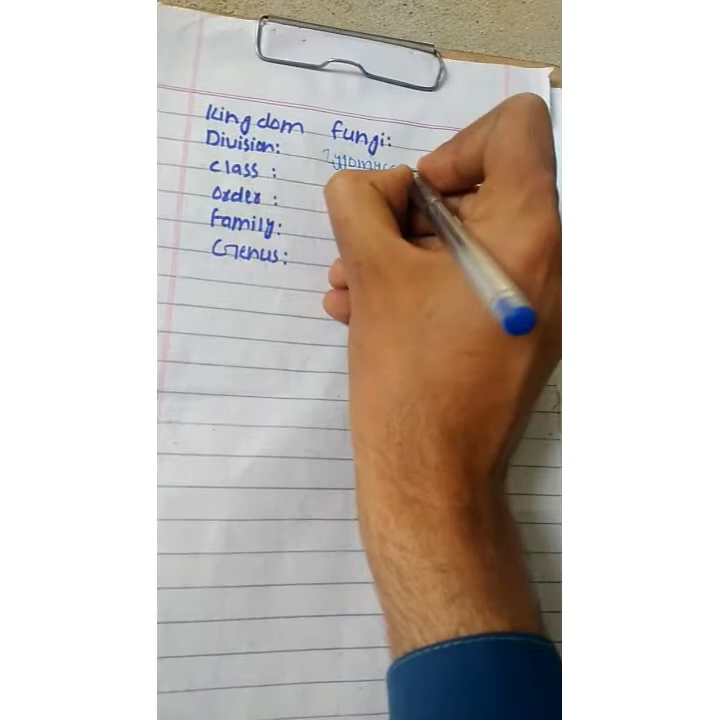 Kingdom Fungi:
Division:
Class :
Order :
Family:
Genus: